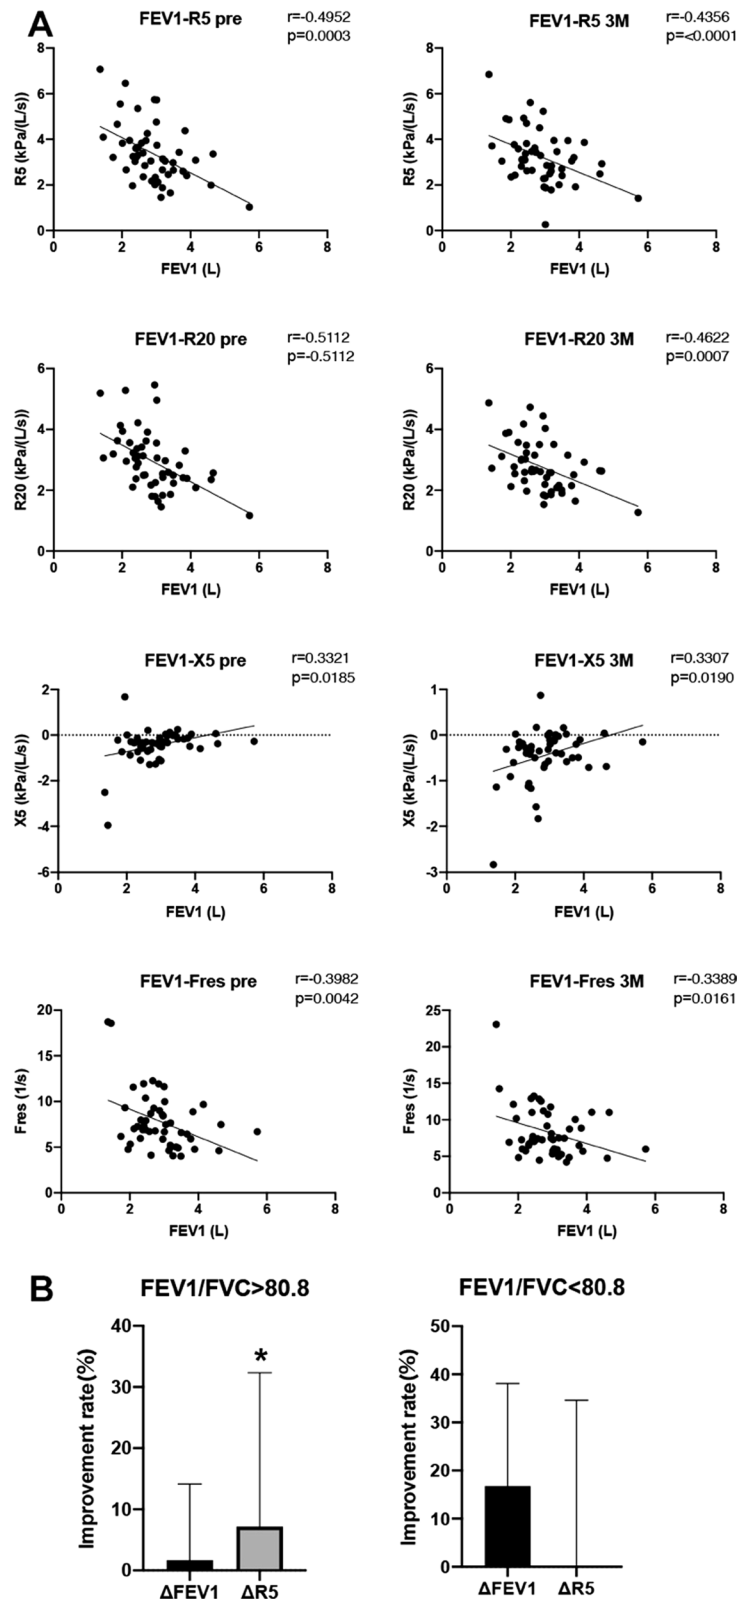 A
FEV1-R5 pre
r=-0.4952
p=0.0003
R5 (kPa/(L/s))
8
6
4
2
0
0 2 4 6 8
FEV1 (L)
FEV1-R5 3M
r=-0.4356
p=<0.0001
R5 (kPa/(L/s))
8
6
4
2
0
0 2 4 6 8
FEV1 (L)
FEV1-R20 pre
r=-0.5112
p=-0.5112
R20 (kPa/(L/s))
6
4
2
0
0 2 4 6 8
FEV1 (L)
FEV1-R20 3M
r=-0.4622
p=0.0007
R20 (kPa/(L/s))
6
4
2
0
0 2 4 6 8
FEV1 (L)
FEV1-X5 pre
r=0.3321
p=0.0185
X5 (kPa/(L/s))
2
0
-2
-4
-6
0 2 4 6 8
FEV1 (L)
FEV1-X5 3M
r=0.3307
p=0.0190
X5 (kPa/(L/s))
1
0
-1
-2
-3
0 2 4 6 8
FEV1 (L)
FEV1-Fres pre
r=-0.3982
p=0.0042
Fres (1/s)
20
15
10
5
0
0 2 4 6 8
FEV1 (L)
FEV1-Fres 3M
r=-0.3389
p=0.0161
Fres (1/s)
25
20
15
10
5
0
0 2 4 6 8
FEV1 (L)
B
FEV1/FVC>80.8
Improvement rate(%)
40
30
20
10
0
*
ΔFEV1 ΔR5
FEV1/FVC<80.8
Improvement rate(%)
50
40
30
20
10
0
ΔFEV1 ΔR5